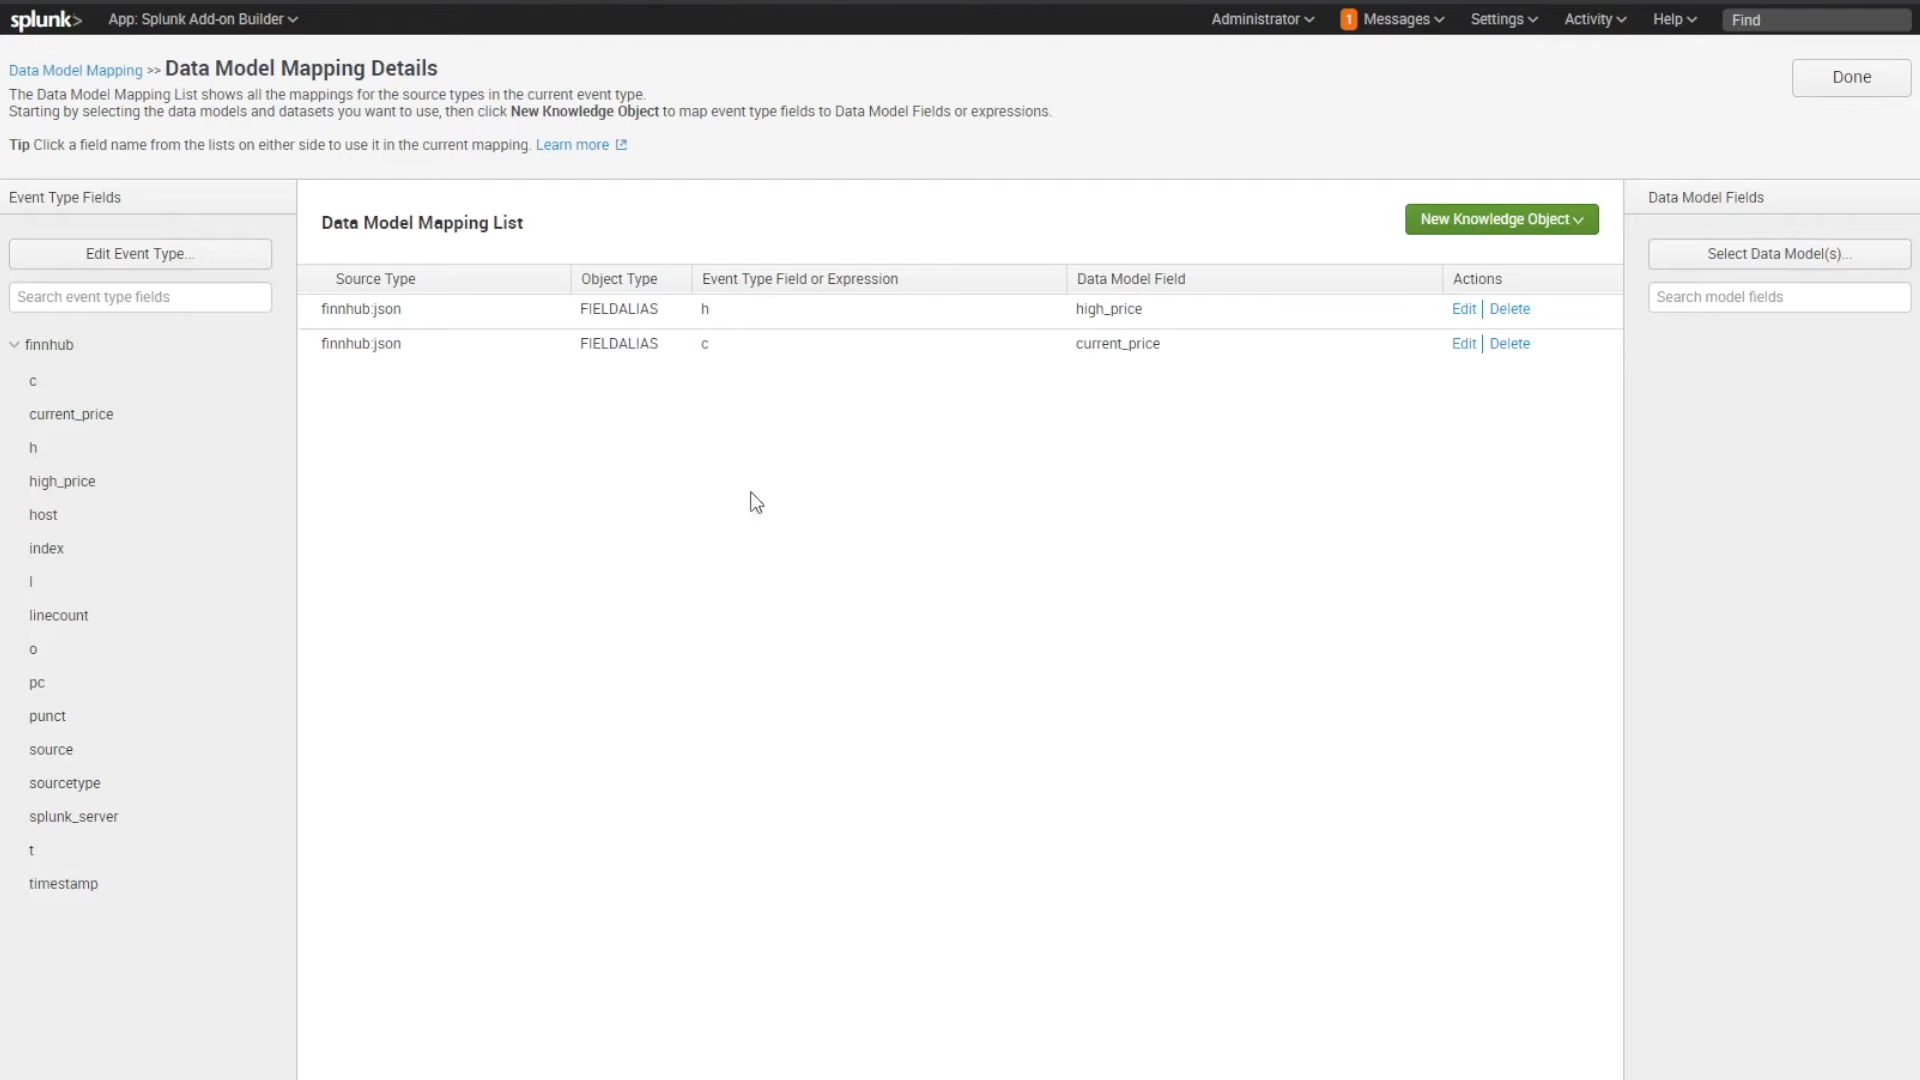 splunk> App: Splunk Add-on Builder Administrator 1 Messages Settings Activity Help Find
Data Model Mapping >> Data Model Mapping Details
Done
The Data Model Mapping List shows all the mappings for the source types in the current event type.
Starting by selecting the data models and datasets you want to use, then click New Knowledge Object to map event type fields to Data Model Fields or expressions.
Tip Click a field name from the lists on either side to use it in the current mapping. Learn more
Event Type Fields
Edit Event Type...
Search event type fields
finnhub
c
current_price
h
high_price
host
index
l
linecount
o
pc
punct
source
sourcetype
splunk_server
t
timestamp
Data Model Mapping List
New Knowledge Object
Source Type Object Type Event Type Field or Expression Data Model Field Actions
finnhub:json FIELDALIAS h high_price Edit | Delete
finnhub:json FIELDALIAS c current_price Edit | Delete
Data Model Fields
Select Data Model(s)...
Search model fields